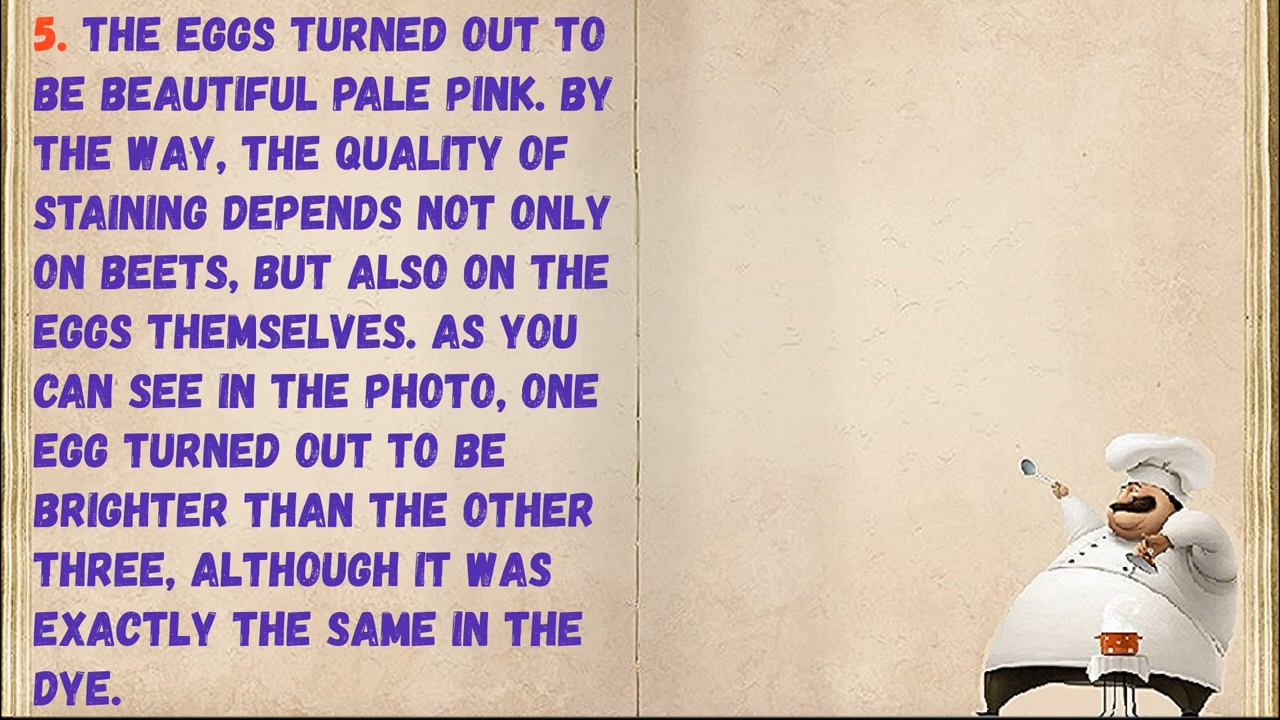 5. THE EGGS TURNED OUT TO
BE BEAUTIFUL PALE PINK. BY
THE WAY, THE QUALITY OF
STAINING DEPENDS NOT ONLY
ON BEETS, BUT ALSO ON THE
EGGS THEMSELVES. AS YOU
CAN SEE IN THE PHOTO, ONE
EGG TURNED OUT TO BE
BRIGHTER THAN THE OTHER
THREE, ALTHOUGH IT WAS
EXACTLY THE SAME IN THE
DYE.